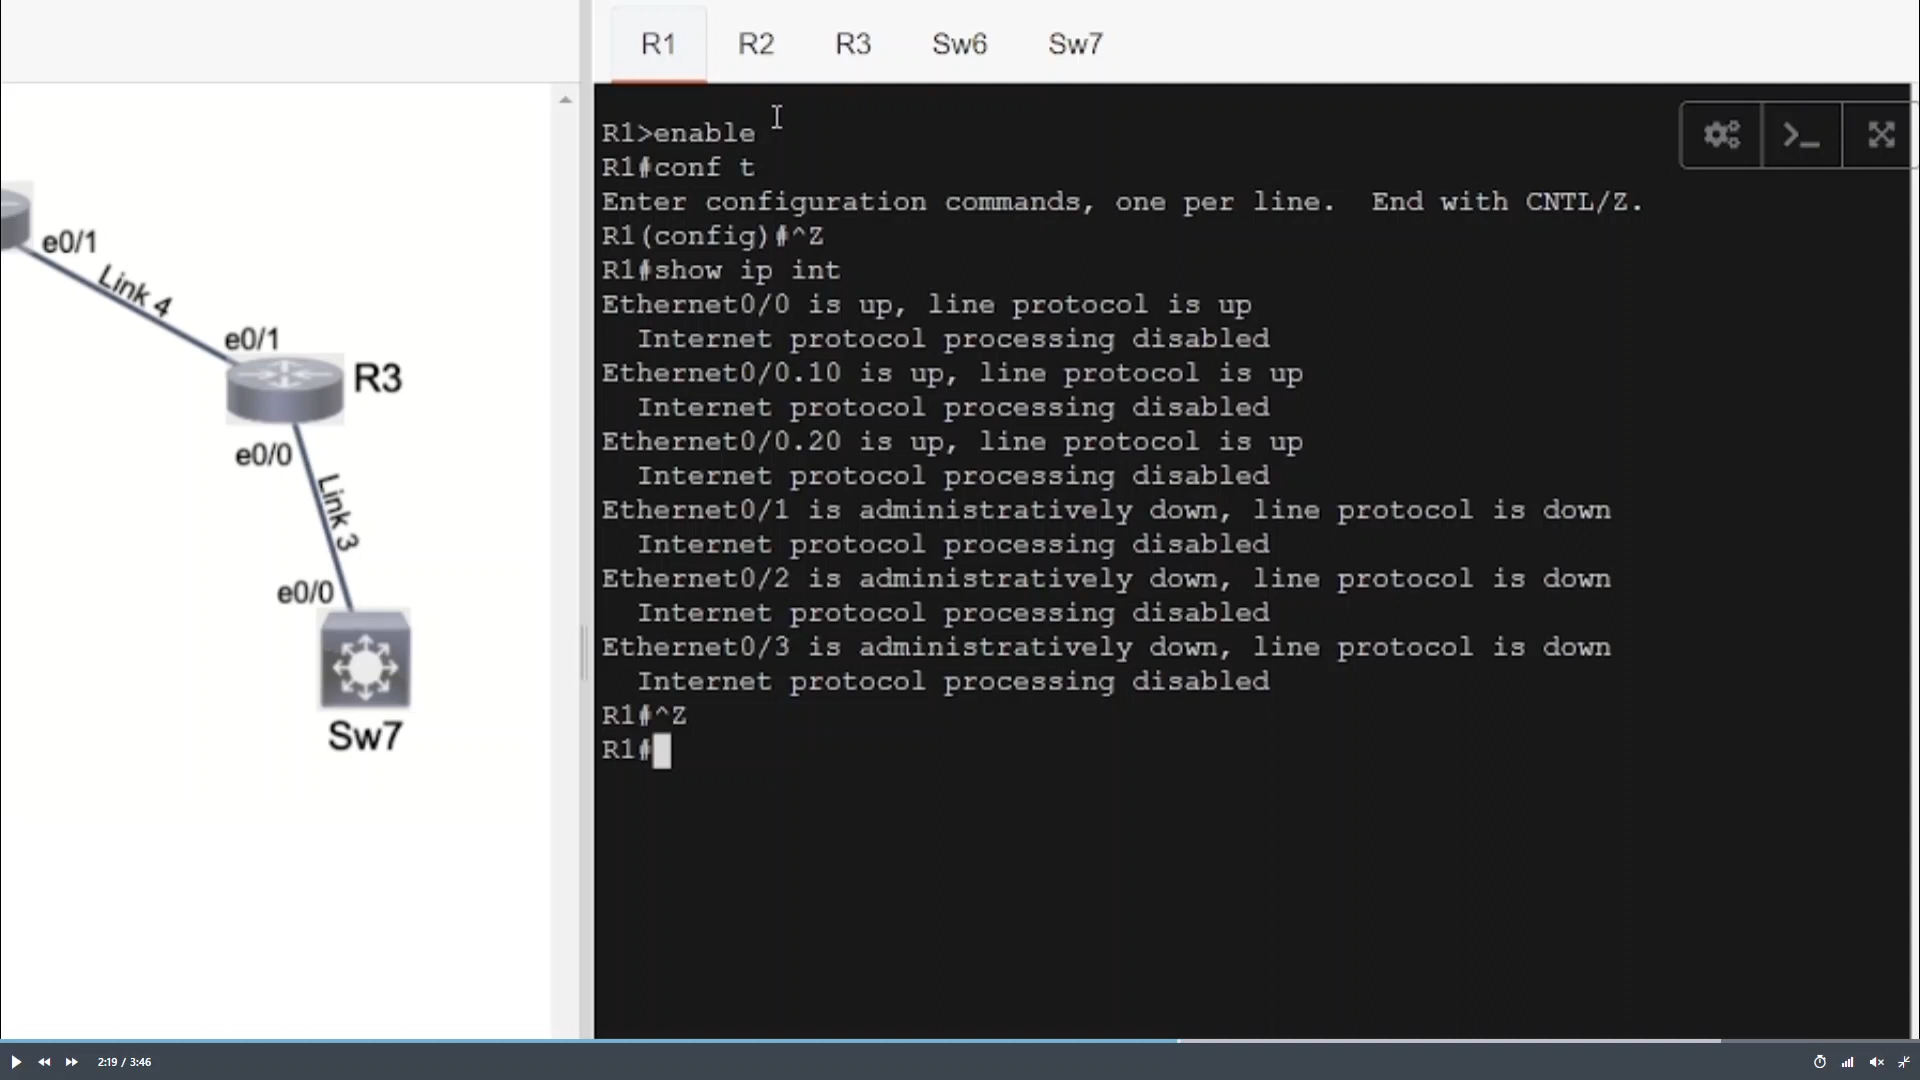 R1 R2 R3 Sw6 Sw7
e0/1
Link 4
e0/1
R3
e0/0
Link 3
e0/0
Sw7
R1>enable
R1#conf t
Enter configuration commands, one per line.  End with CNTL/Z.
R1(config)#^Z
R1#show ip int
Ethernet0/0 is up, line protocol is up
  Internet protocol processing disabled
Ethernet0/0.10 is up, line protocol is up
  Internet protocol processing disabled
Ethernet0/0.20 is up, line protocol is up
  Internet protocol processing disabled
Ethernet0/1 is administratively down, line protocol is down
  Internet protocol processing disabled
Ethernet0/2 is administratively down, line protocol is down
  Internet protocol processing disabled
Ethernet0/3 is administratively down, line protocol is down
  Internet protocol processing disabled
R1#^Z
R1#
2:19 / 3:46